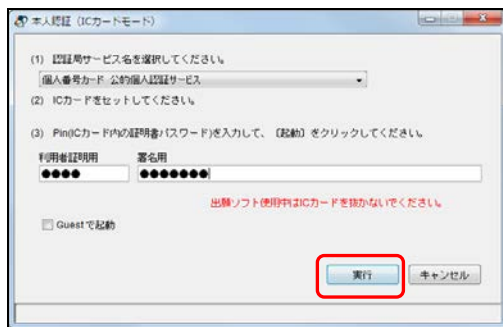 本人認証（ICカードモード）
(1) 認証局サービス名を選択してください。
個人番号カード 公的個人認証サービス
(2) ICカードをセットしてください。
(3) Pin(ICカード内の証明書パスワード)を入力して、〔起動〕をクリックしてください。
利用者証明用 署名用
●●●● ●●●●●●●
出願ソフト使用中はICカードを抜かないでください。
Guestで起動
実行 キャンセル